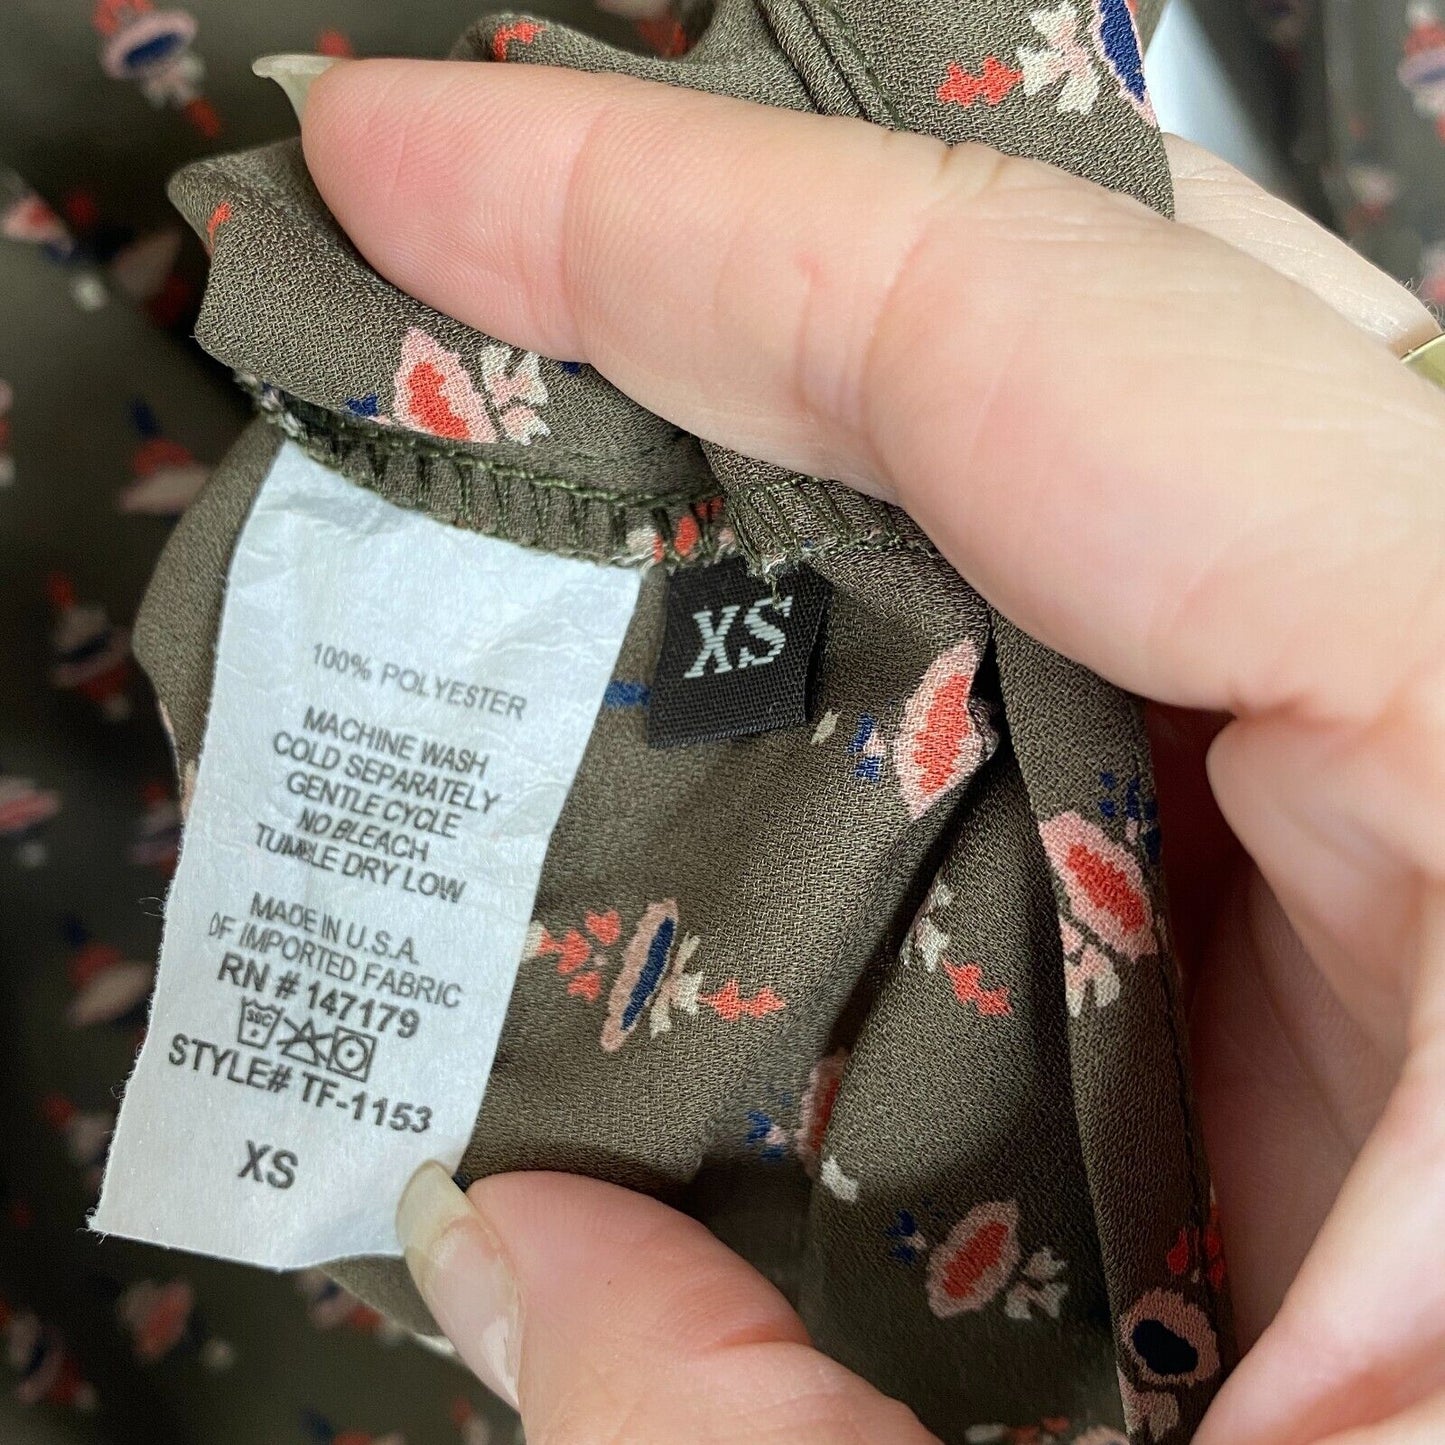 100% POLYESTER
MACHINE WASH
COLD SEPARATELY
GENTLE CYCLE
NO BLEACH
TUMBLE DRY LOW
MADE IN U.S.A.
OF IMPORTED FABRIC
RN # 147179
STYLE# TF-1153
XS
XS